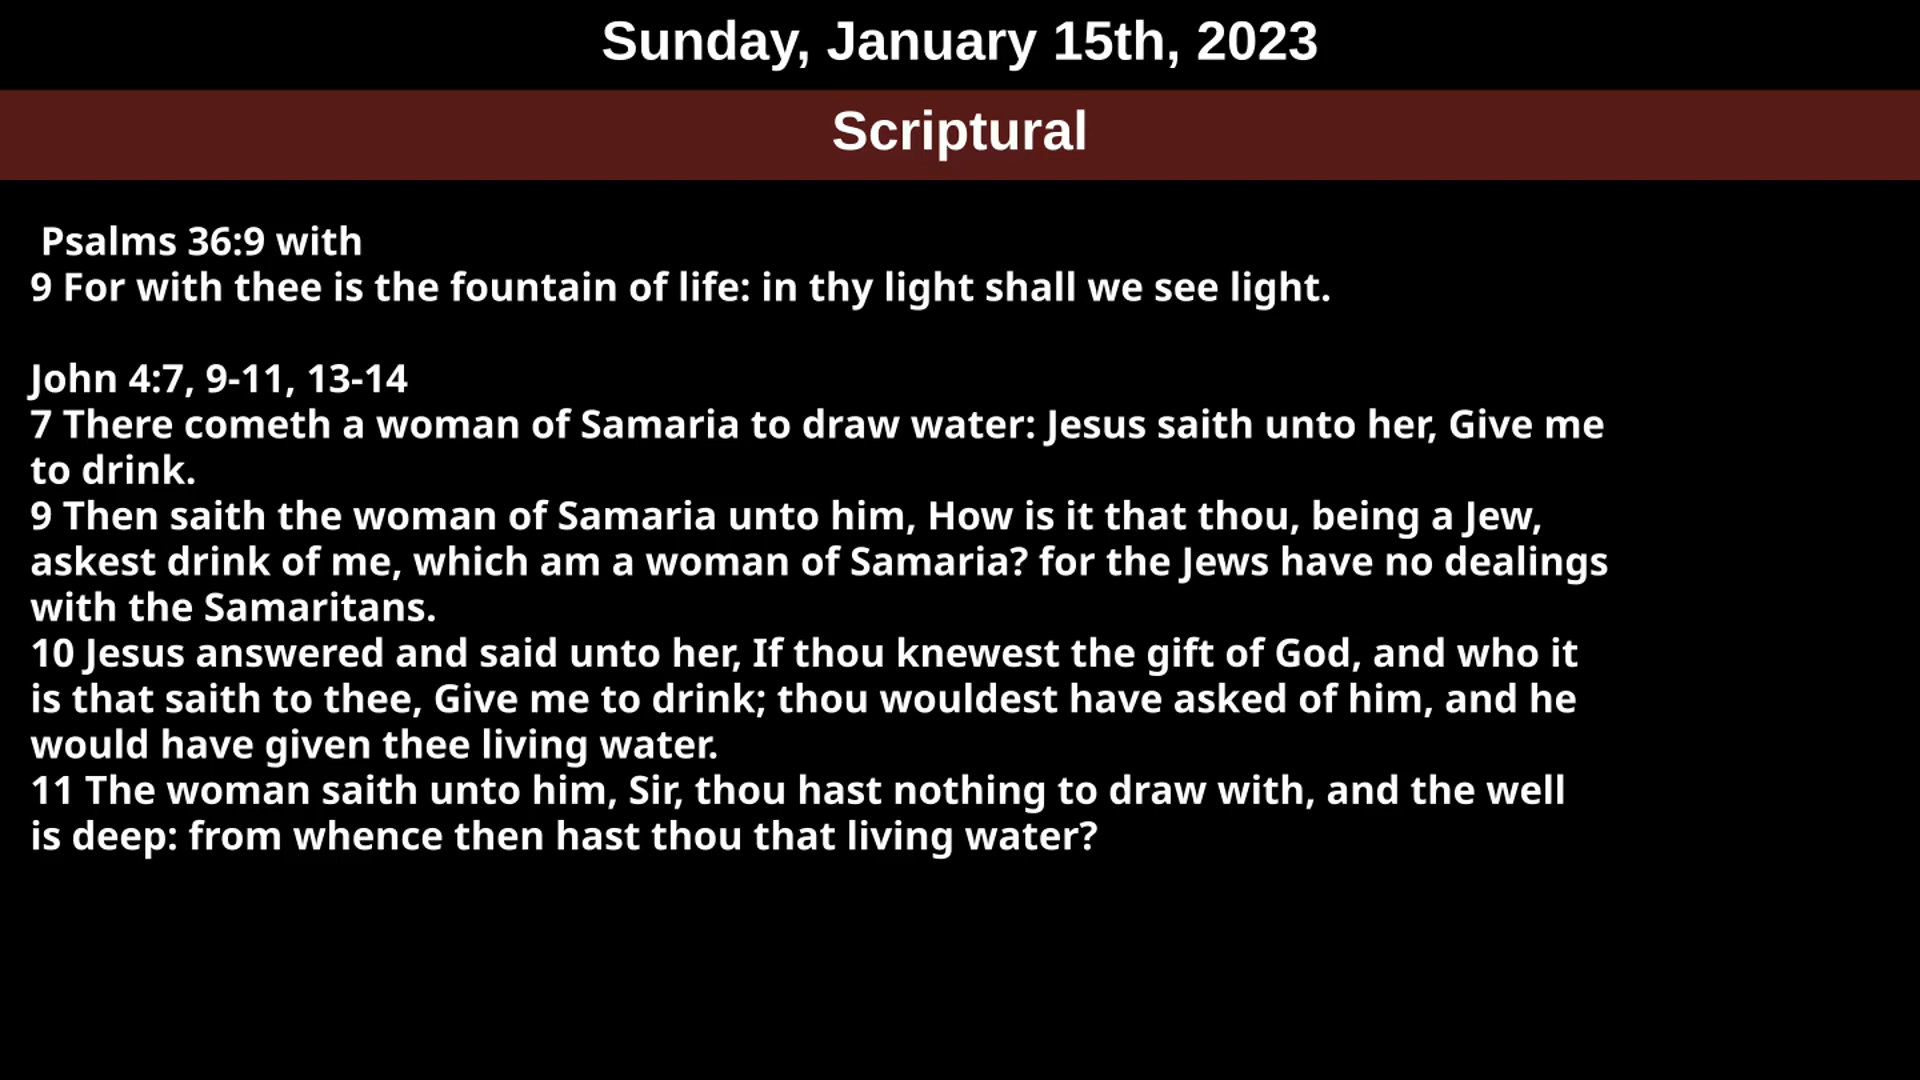 Sunday, January 15th, 2023
Scriptural
Psalms 36:9 with
9 For with thee is the fountain of life: in thy light shall we see light.
John 4:7, 9-11, 13-14
7 There cometh a woman of Samaria to draw water: Jesus saith unto her, Give me
to drink.
9 Then saith the woman of Samaria unto him, How is it that thou, being a Jew,
askest drink of me, which am a woman of Samaria? for the Jews have no dealings
with the Samaritans.
10 Jesus answered and said unto her, If thou knewest the gift of God, and who it
is that saith to thee, Give me to drink; thou wouldest have asked of him, and he
would have given thee living water.
11 The woman saith unto him, Sir, thou hast nothing to draw with, and the well
is deep: from whence then hast thou that living water?